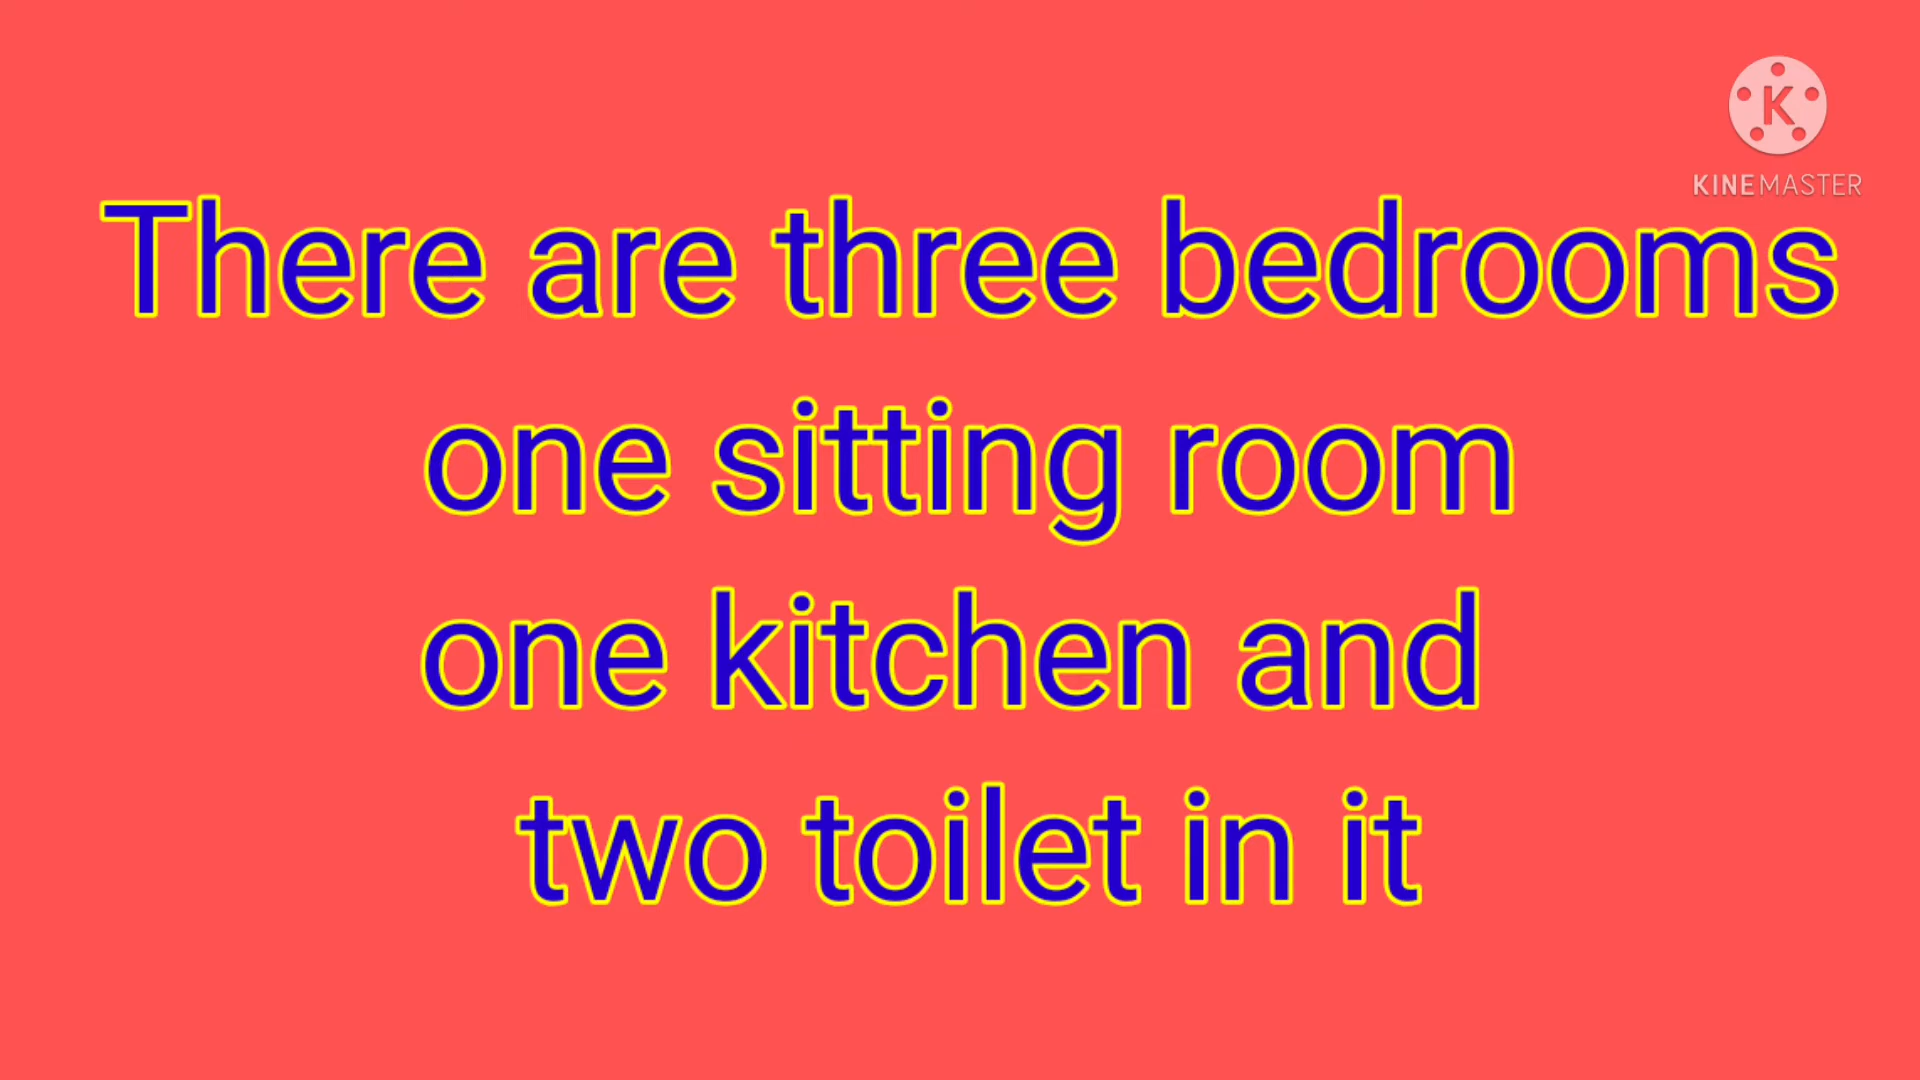 K
KINEMASTER
There are three bedrooms
one sitting room
one kitchen and
two toilet in it